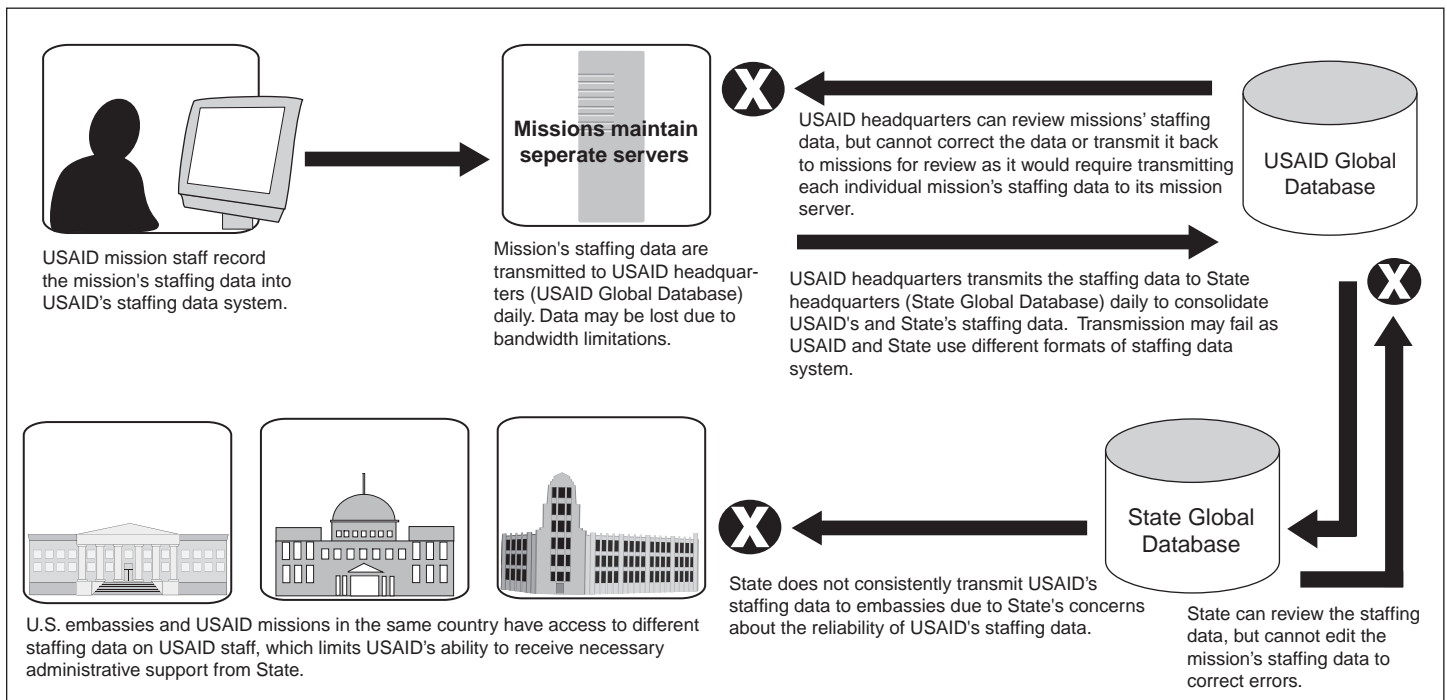 Missions maintain
seperate servers
X
USAID headquarters can review missions' staffing
data, but cannot correct the data or transmit it back
to missions for review as it would require transmitting
each individual mission's staffing data to its mission
server.
USAID Global
Database
USAID mission staff record
the mission's staffing data into
USAID's staffing data system.
Mission's staffing data are
transmitted to USAID headquar-
ters (USAID Global Database)
daily. Data may be lost due to
bandwidth limitations.
USAID headquarters transmits the staffing data to State
headquarters (State Global Database) daily to consolidate
USAID's and State's staffing data. Transmission may fail as
USAID and State use different formats of staffing data
system.
X
State Global
Database
X
State does not consistently transmit USAID's
staffing data to embassies due to State's concerns
about the reliability of USAID's staffing data.
State can review the staffing
data, but cannot edit the
mission's staffing data to
correct errors.
U.S. embassies and USAID missions in the same country have access to different
staffing data on USAID staff, which limits USAID's ability to receive necessary
administrative support from State.